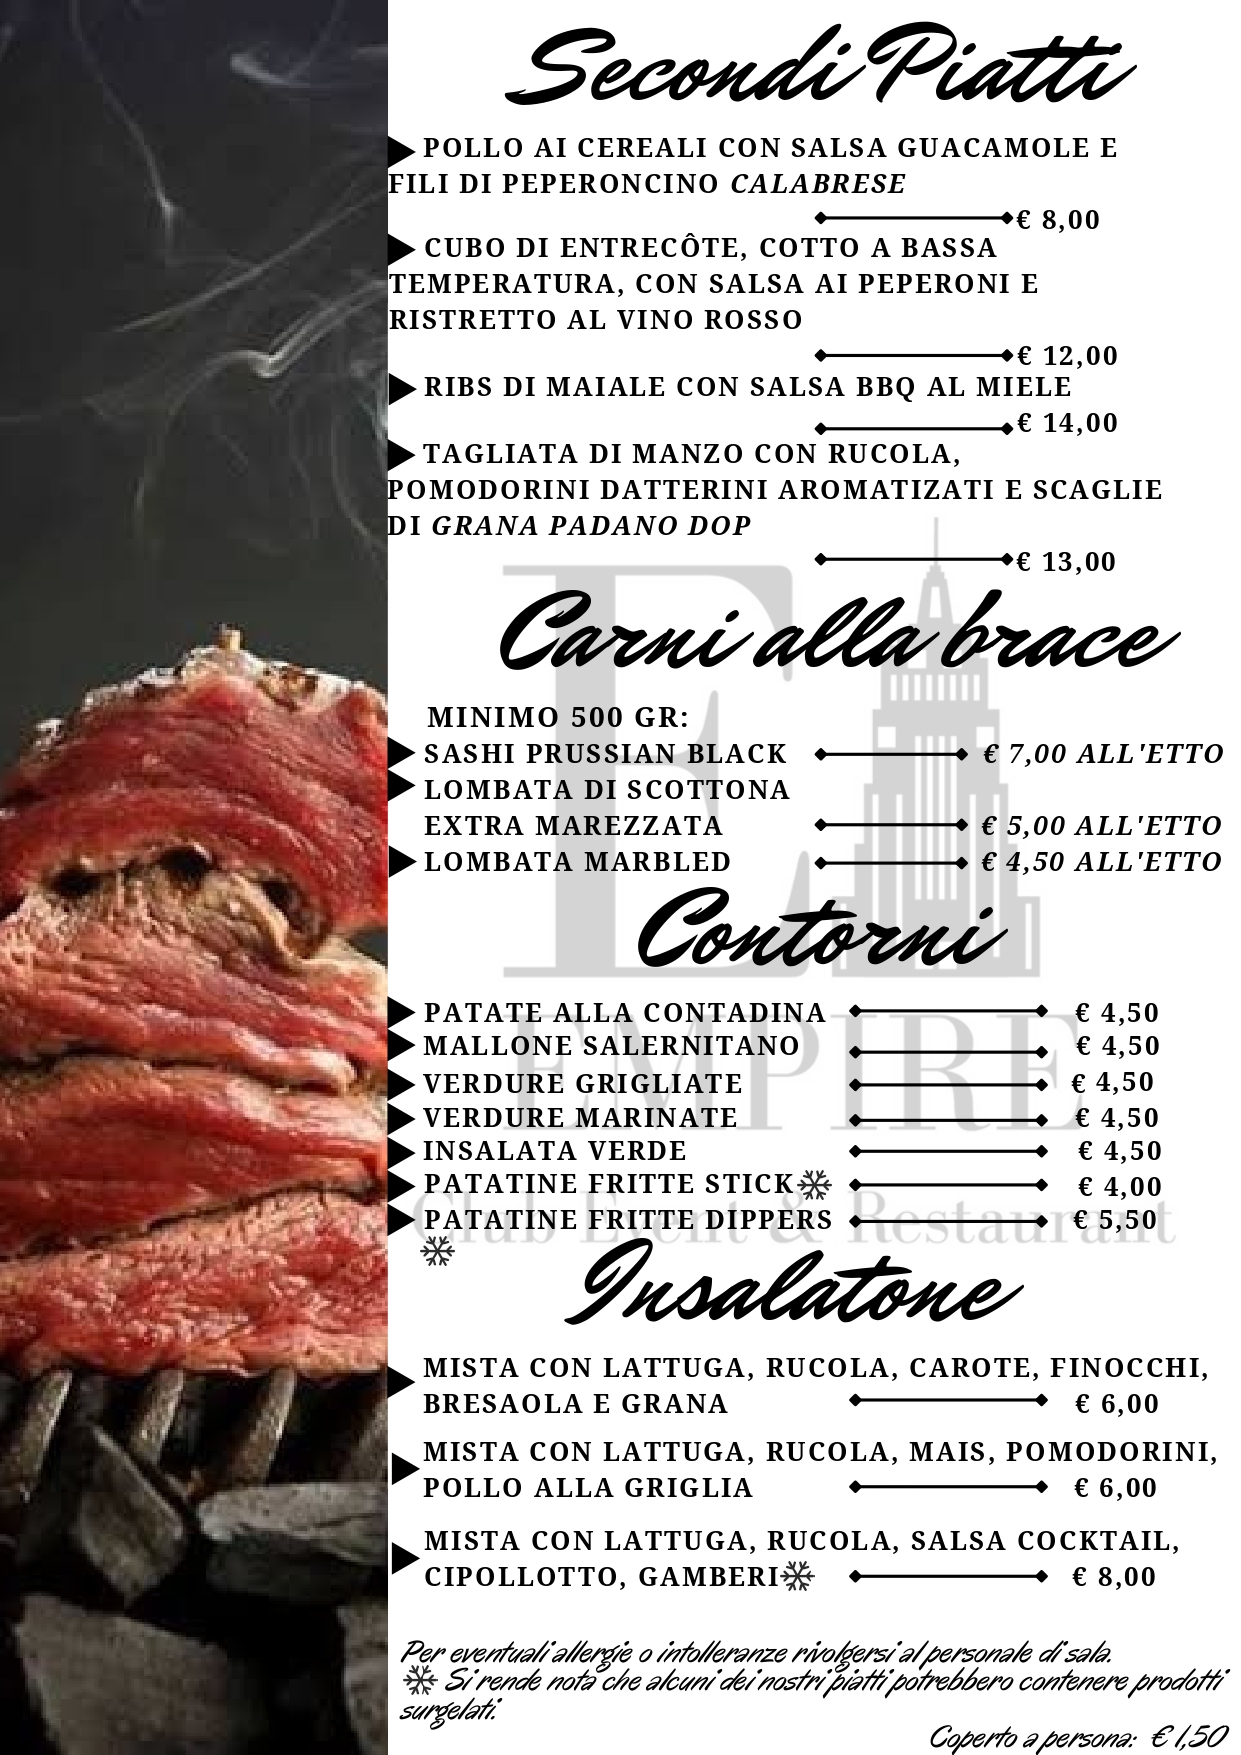 Secondi Piatti
POLLO AI CEREALI CON SALSA GUACAMOLE E
FILI DI PEPERONCINO CALABRESE
€ 8,00
CUBO DI ENTRECÔTE, COTTO A BASSA
TEMPERATURA, CON SALSA AI PEPERONI E
RISTRETTO AL VINO ROSSO
€ 12,00
RIBS DI MAIALE CON SALSA BBQ AL MIELE
€ 14,00
TAGLIATA DI MANZO CON RUCOLA,
POMODORINI DATTERINI AROMATIZATI E SCAGLIE
DI GRANA PADANO DOP
€ 13,00
Carni alla brace
MINIMO 500 GR:
SASHI PRUSSIAN BLACK € 7,00 ALL'ETTO
LOMBATA DI SCOTTONA
EXTRA MAREZZATA € 5,00 ALL'ETTO
LOMBATA MARBLED € 4,50 ALL'ETTO
E
Contorni
PATATE ALLA CONTADINA € 4,50
MALLONE SALERNITANO € 4,50
EMPIRE
VERDURE GRIGLIATE € 4,50
VERDURE MARINATE € 4,50
INSALATA VERDE € 4,50
PATATINE FRITTE STICK € 4,00
Club Event & Restaurant
PATATINE FRITTE DIPPERS € 5,50
Insalatone
MISTA CON LATTUGA, RUCOLA, CAROTE, FINOCCHI,
BRESAOLA E GRANA € 6,00
MISTA CON LATTUGA, RUCOLA, MAIS, POMODORINI,
POLLO ALLA GRIGLIA € 6,00
MISTA CON LATTUGA, RUCOLA, SALSA COCKTAIL,
CIPOLLOTTO, GAMBERI € 8,00
Per eventuali allergie o intolleranze rivolgersi al personale di sala.
Si rende nota che alcuni dei nostri piatti potrebbero contenere prodotti
surgelati.
Coperto a persona: € 1,50